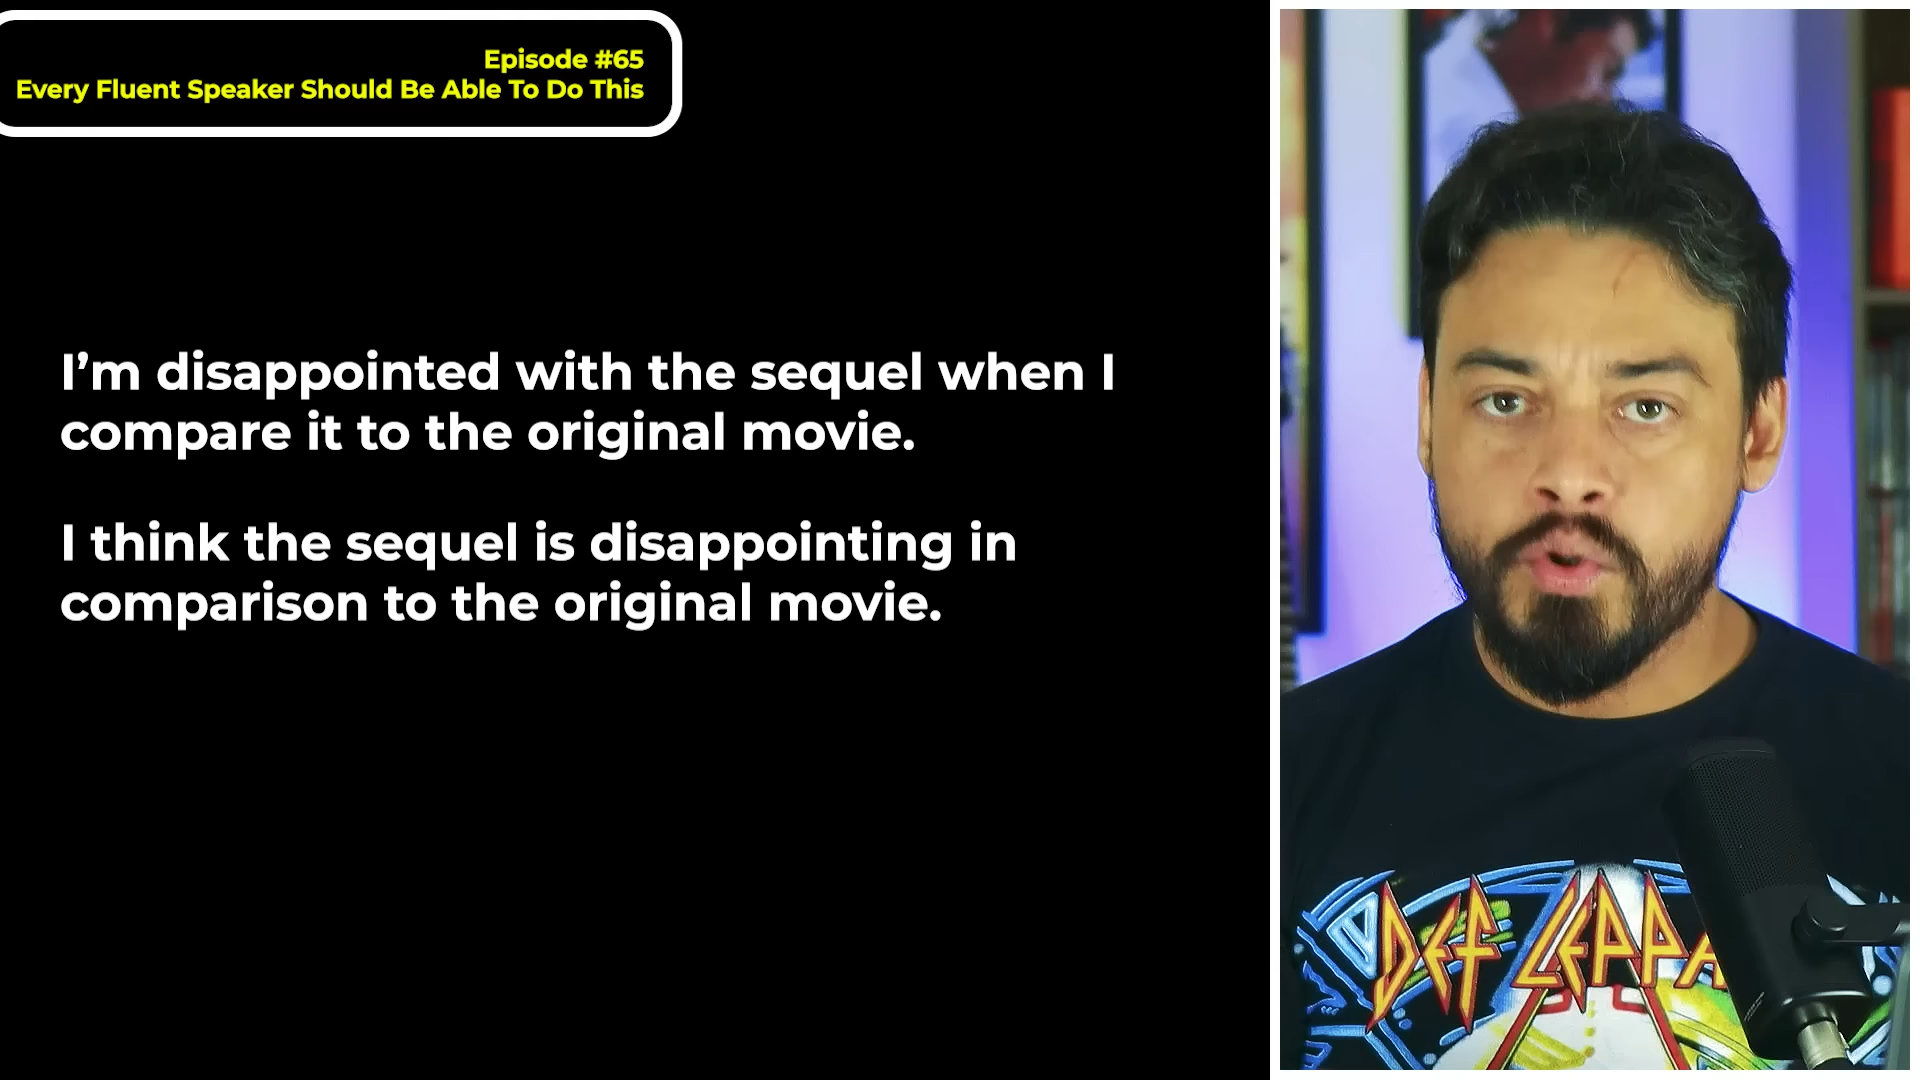 Episode #65
Every Fluent Speaker Should Be Able To Do This
I’m disappointed with the sequel when I
compare it to the original movie.
I think the sequel is disappointing in
comparison to the original movie.
DEF LEPPA